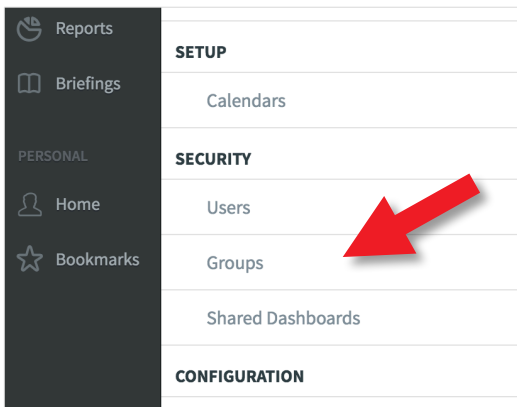 Reports
Briefings
PERSONAL
Home
Bookmarks
SETUP
Calendars
SECURITY
Users
Groups
Shared Dashboards
CONFIGURATION